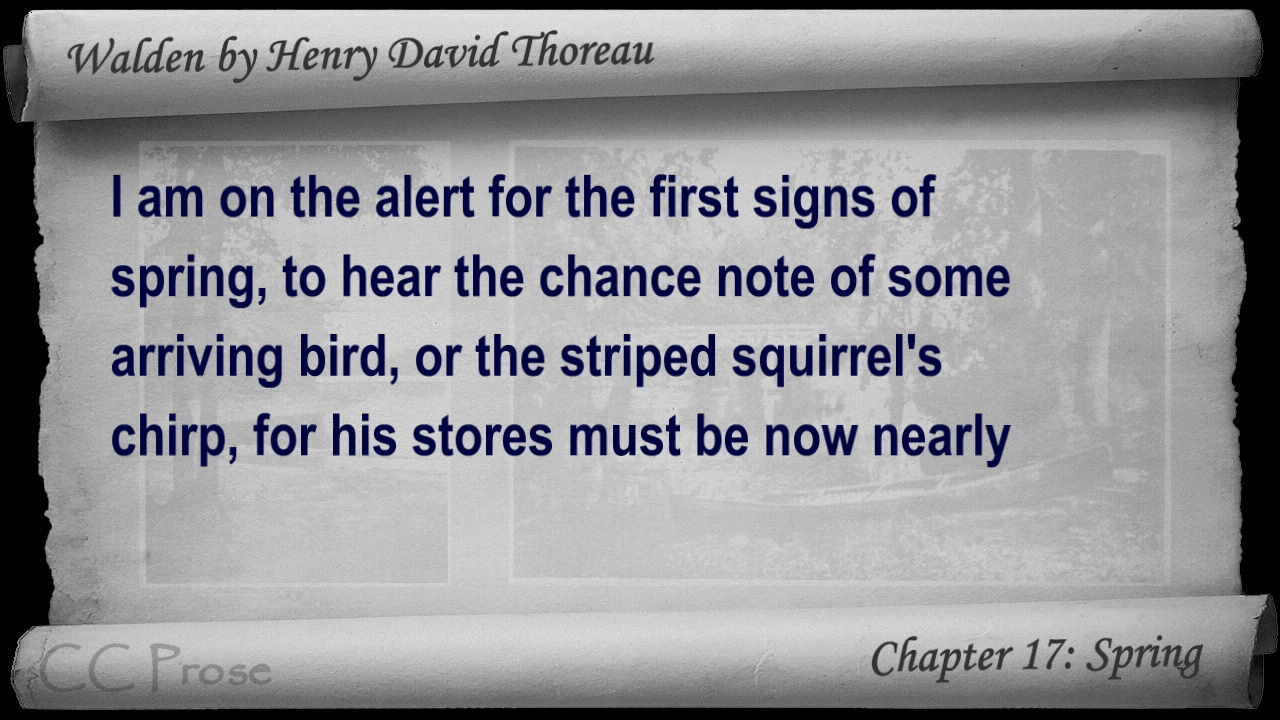 Walden by Henry David Thoreau
I am on the alert for the first signs of
spring, to hear the chance note of some
arriving bird, or the striped squirrel's
chirp, for his stores must be now nearly
CC Prose
Chapter 17: Spring